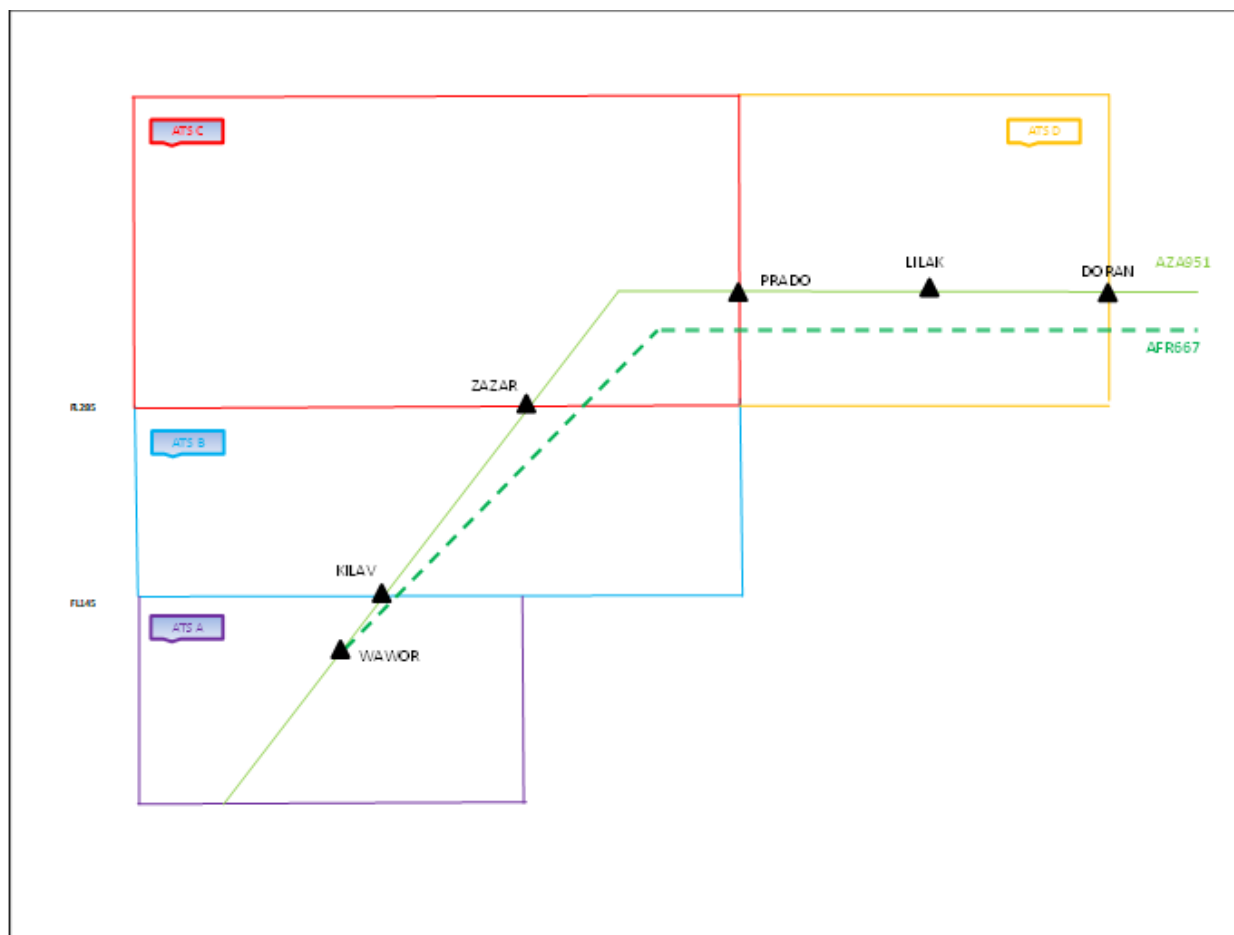 ATS C
ATS D
LILAK
AZA951
PRADO
DORAN
AFR667
ZAZAR
FL285
ATS B
KILAV
FL145
ATS A
WAWOR